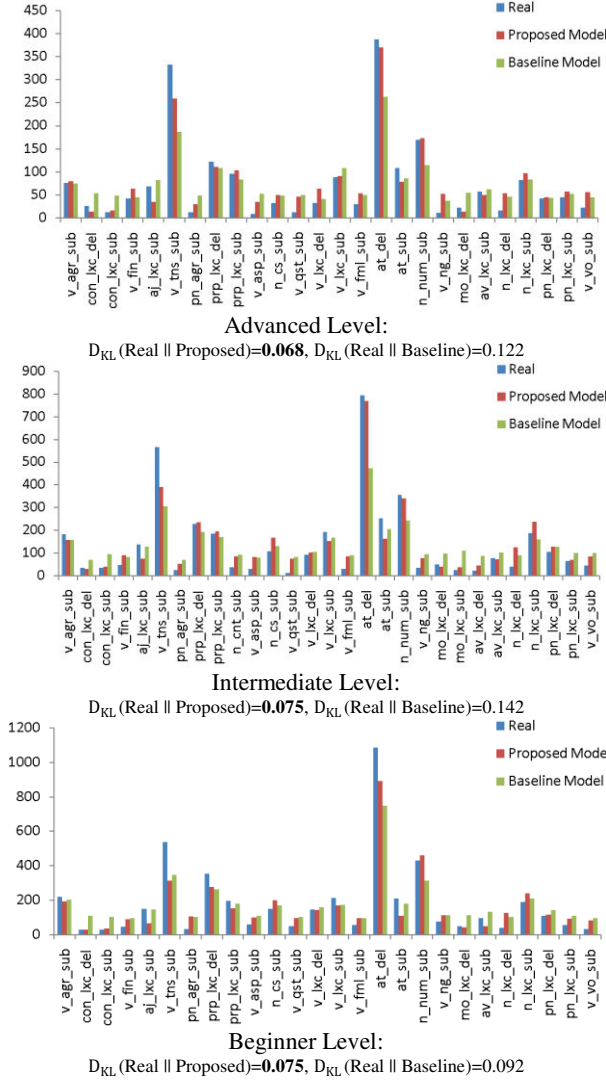 450
400
350
300
250
200
150
100
50
0
Real
Proposed Model
Baseline Model
v_agr_sub
con_lxc_del
con_lxc_sub
v_fin_sub
aj_lxc_sub
v_tns_sub
pn_agr_sub
prp_lxc_del
prp_lxc_sub
v_asp_sub
n_cs_sub
v_qst_sub
v_lxc_del
v_lxc_sub
v_fml_sub
at_del
at_sub
n_num_sub
v_ng_sub
mo_lxc_del
av_lxc_sub
n_lxc_del
n_lxc_sub
pn_lxc_del
pn_lxc_sub
v_vo_sub
Advanced Level:
D_KL (Real || Proposed)=0.068, D_KL (Real || Baseline)=0.122
900
800
700
600
500
400
300
200
100
0
Real
Proposed Model
Baseline Model
v_agr_sub
con_lxc_del
con_lxc_sub
v_fin_sub
aj_lxc_sub
v_tns_sub
pn_agr_sub
prp_lxc_del
prp_lxc_sub
n_cnt_sub
v_asp_sub
n_cs_sub
v_qst_sub
v_lxc_del
v_lxc_sub
v_fml_sub
at_del
at_sub
n_num_sub
v_ng_sub
mo_lxc_del
mo_lxc_sub
av_lxc_del
av_lxc_sub
n_lxc_del
n_lxc_sub
pn_lxc_del
pn_lxc_sub
v_vo_sub
Intermediate Level:
D_KL (Real || Proposed)=0.075, D_KL (Real || Baseline)=0.142
1200
1000
800
600
400
200
0
Real
Proposed Model
Baseline Model
v_agr_sub
con_lxc_del
con_lxc_sub
v_fin_sub
aj_lxc_sub
v_tns_sub
pn_agr_sub
prp_lxc_del
prp_lxc_sub
v_asp_sub
n_cs_sub
v_qst_sub
v_lxc_del
v_lxc_sub
v_fml_sub
at_del
at_sub
n_num_sub
v_ng_sub
mo_lxc_del
av_lxc_sub
n_lxc_del
n_lxc_sub
pn_lxc_del
pn_lxc_sub
v_vo_sub
Beginner Level:
D_KL (Real || Proposed)=0.075, D_KL (Real || Baseline)=0.092